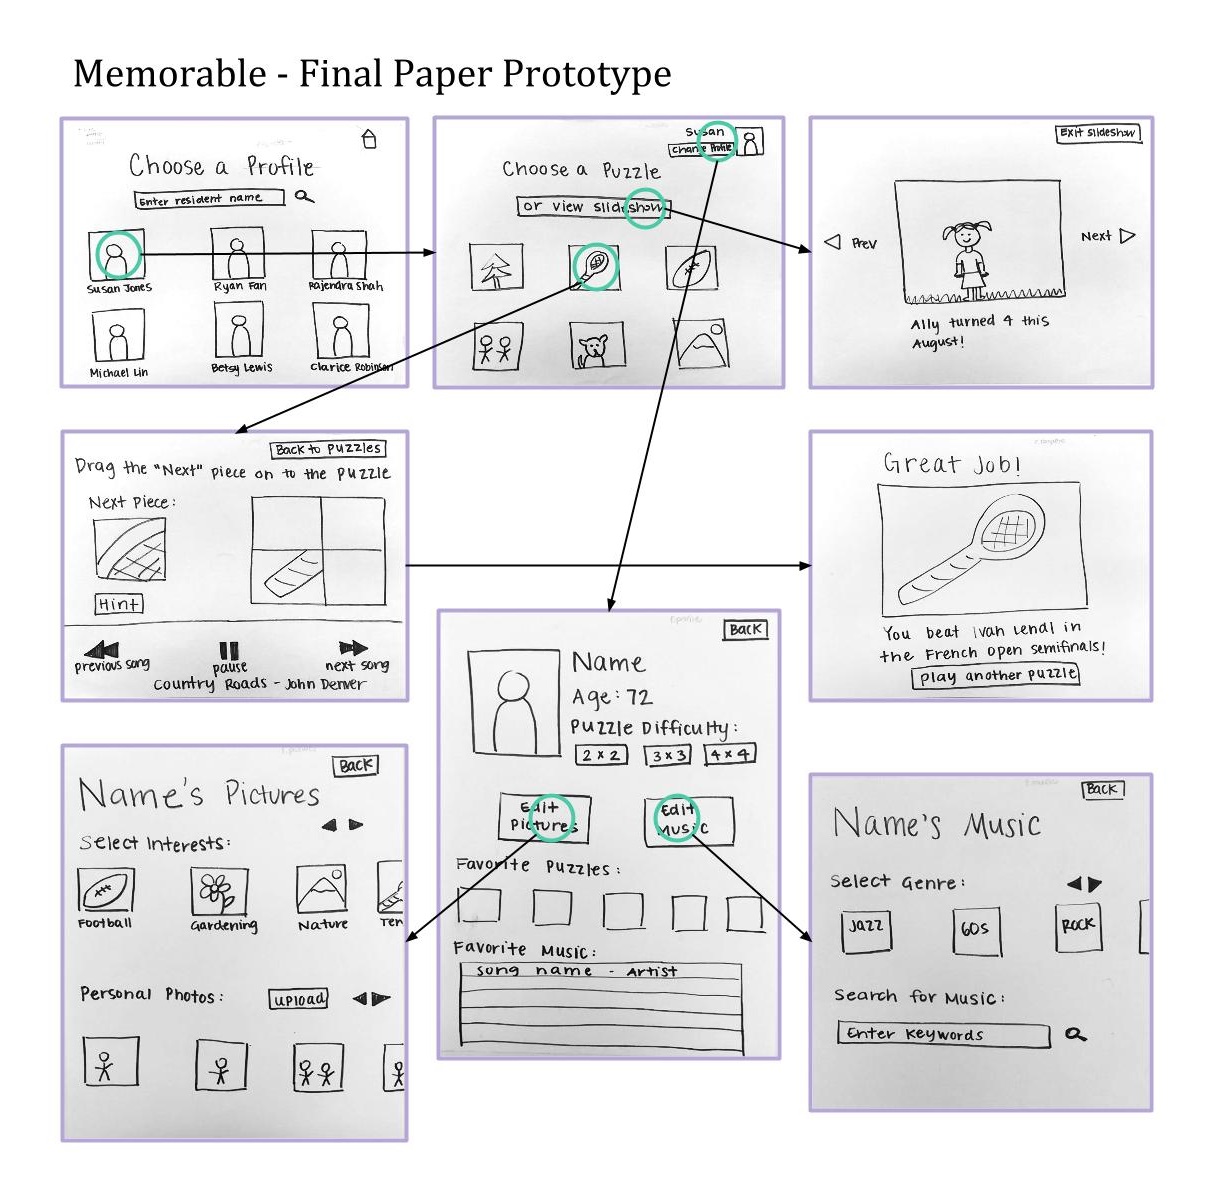 Memorable - Final Paper Prototype
Choose a Profile
Enter resident name
Susan Jones
Ryan Fan
Rajendra Shah
Michael Lin
Betsy Lewis
Clarice Robinson
Susan
Change Profile
Choose a Puzzle
or view slideshow
Exit slideshow
Prev
Next
Ally turned 4 this
August!
Back to puzzles
Drag the "Next" piece on to the puzzle
Next Piece:
Hint
previous song
pause
next song
Country Roads - John Denver
Great Job!
You beat Ivan Lendl in
the French Open semifinals!
play another puzzle
Back
Name
Age: 72
Puzzle Difficulty:
2 x 2
3 x 3
4 x 4
Edit
Pictures
Edit
Music
Favorite Puzzles:
Favorite Music:
song name - Artist
Back
Name's Pictures
Select Interests:
Football
Gardening
Nature
Ten
Personal Photos:
upload
Back
Name's Music
Select Genre:
Jazz
60s
Rock
Search for Music:
Enter Keywords